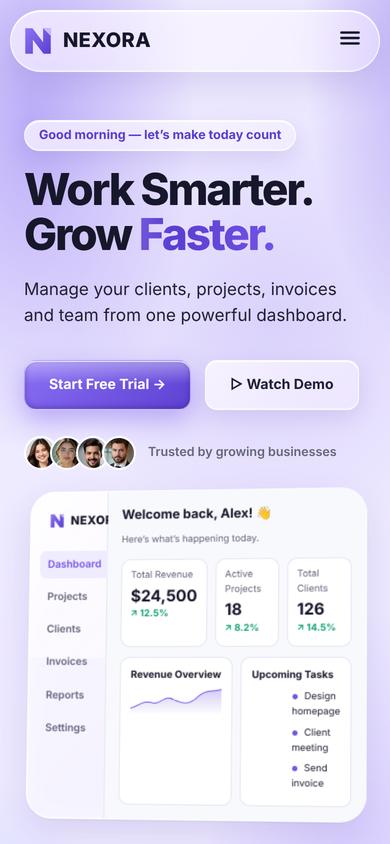 NEXORA
Good morning — let's make today count
Work Smarter.
Grow Faster.
Manage your clients, projects, invoices
and team from one powerful dashboard.
Start Free Trial →
▷ Watch Demo
Trusted by growing businesses
NEXOR
Dashboard
Projects
Clients
Invoices
Reports
Settings
Welcome back, Alex! 👋
Here's what's happening today.
Total Revenue
$24,500
↗ 12.5%
Active
Projects
18
↗ 8.2%
Total
Clients
126
↗ 14.5%
Revenue Overview
Upcoming Tasks
● Design
homepage
● Client
meeting
● Send
invoice